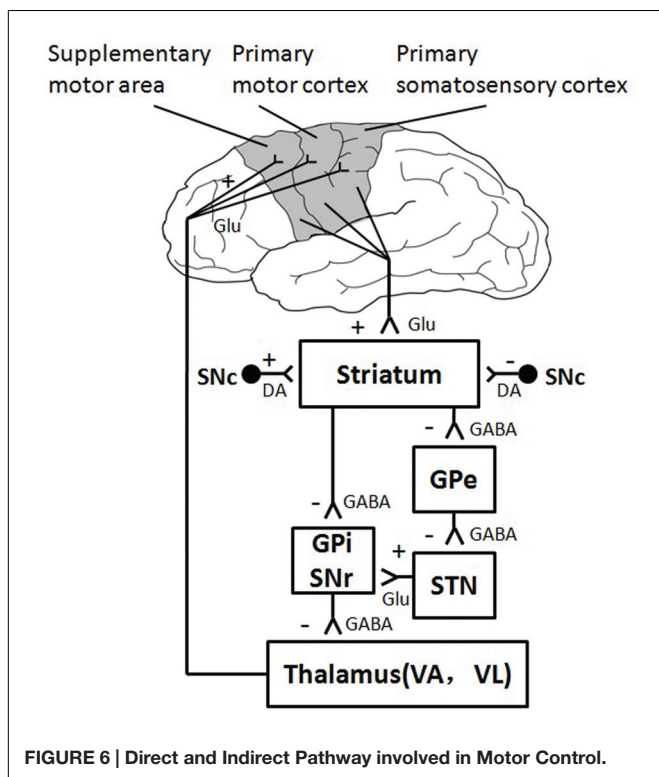 Supplementary motor area
Primary motor cortex
Primary somatosensory cortex
+
Glu
+
Glu
SNc
+
DA
Striatum
-
DA
SNc
-
GABA
GPe
-
GABA
-
GABA
GPi
SNr
+
Glu
STN
-
GABA
Thalamus(VA, VL)
FIGURE 6 | Direct and Indirect Pathway involved in Motor Control.